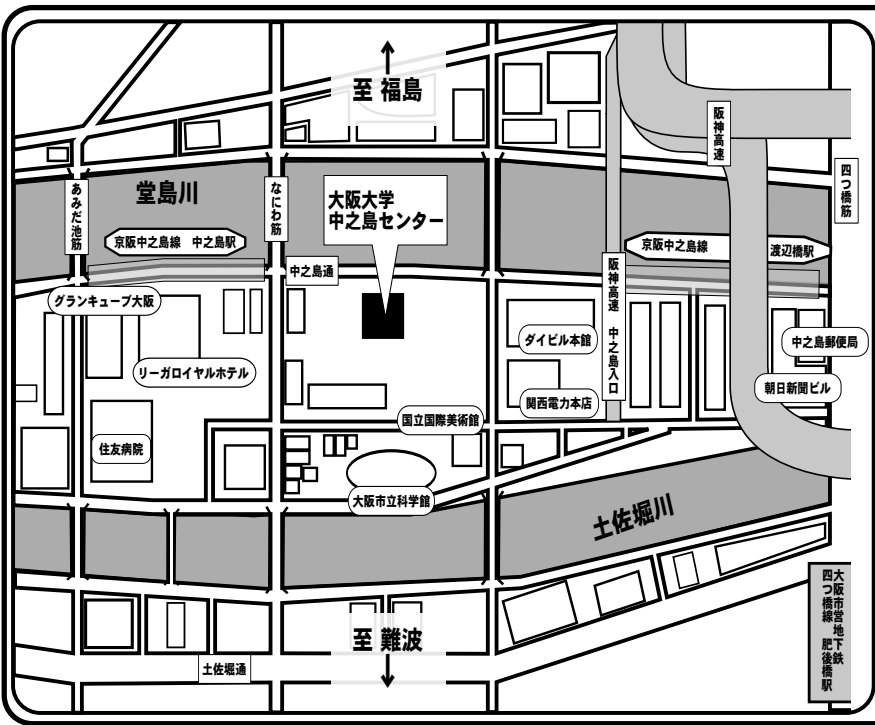 至 福島
阪神高速
四つ橋筋
あみだ池筋
堂島川
なにわ筋
大阪大学
中之島センター
京阪中之島線 中之島駅
京阪中之島線 渡辺橋駅
中之島通
阪神高速 中之島入口
グランキューブ大阪
ダイビル本館
中之島郵便局
リーガロイヤルホテル
朝日新聞ビル
関西電力本店
国立国際美術館
住友病院
大阪市立科学館
土佐堀川
大阪市営地下鉄
四つ橋線 肥後橋駅
至 難波
土佐堀通